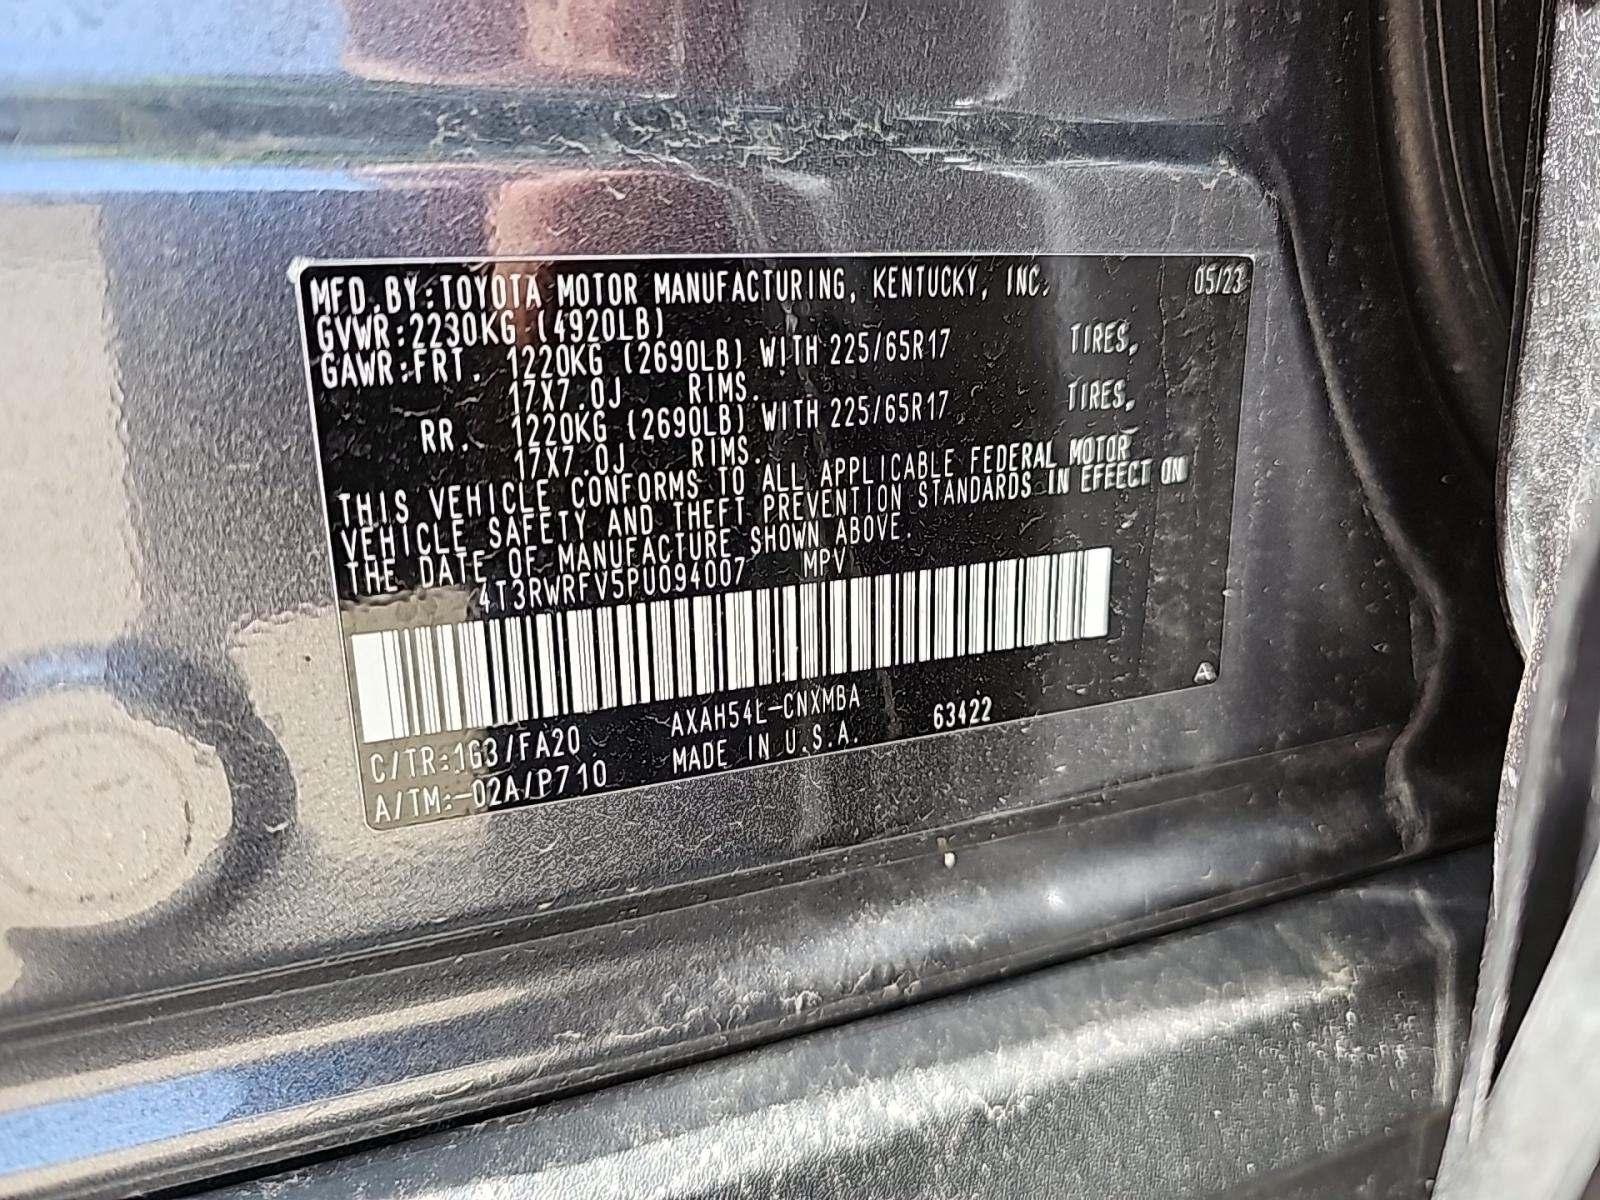 MFD.BY:TOYOTA MOTOR MANUFACTURING, KENTUCKY, INC. 05/23
GVWR:2230KG (4920LB)
GAWR:FRT. 1220KG (2690LB) WITH 225/65R17 TIRES,
17X7.0J RIMS.
RR. 1220KG (2690LB) WITH 225/65R17 TIRES,
17X7.0J RIMS.
THIS VEHICLE CONFORMS TO ALL APPLICABLE FEDERAL MOTOR
VEHICLE SAFETY AND THEFT PREVENTION STANDARDS IN EFFECT ON
THE DATE OF MANUFACTURE SHOWN ABOVE.
4T3RWRFV5PU094007 MPV
A
C/TR:1G3/FA20 AXAH54L-CNXMBA 63422
A/TM:-02A/P710 MADE IN U.S.A.